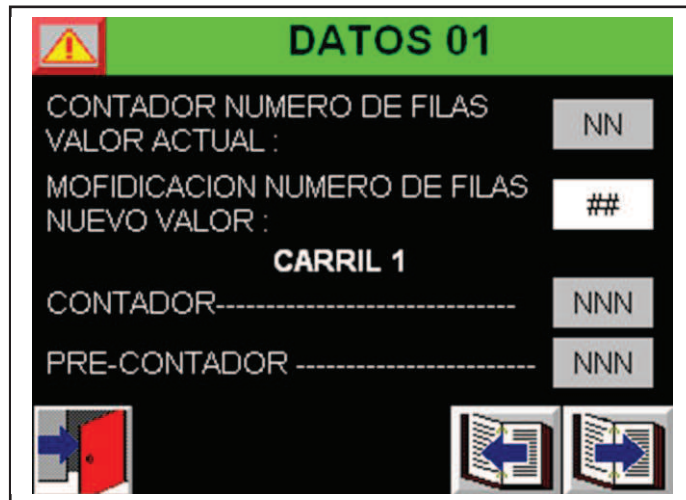 DATOS 01
CONTADOR NUMERO DE FILAS
VALOR ACTUAL :
NN
MOFIDICACION NUMERO DE FILAS
NUEVO VALOR :
##
CARRIL 1
CONTADOR------------------------------
NNN
PRE-CONTADOR ------------------------
NNN